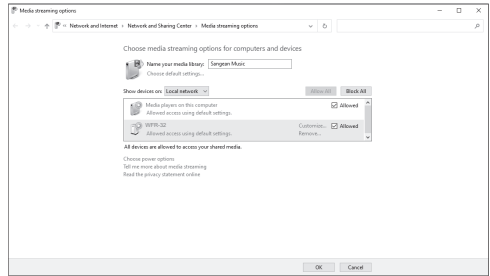 Media streaming options
« Network and Internet › Network and Sharing Center › Media streaming options
Choose media streaming options for computers and devices
Name your media library: Sangean Music
Choose default settings...
Show devices on: Local network Allow All Block All
Media players on this computer Allowed
Allowed access using default settings.
WFR-32 Customize... Allowed
Allowed access using default settings. Remove...
All devices are allowed to access your shared media.
Choose power options
Tell me more about media streaming
Read the privacy statement online
OK Cancel